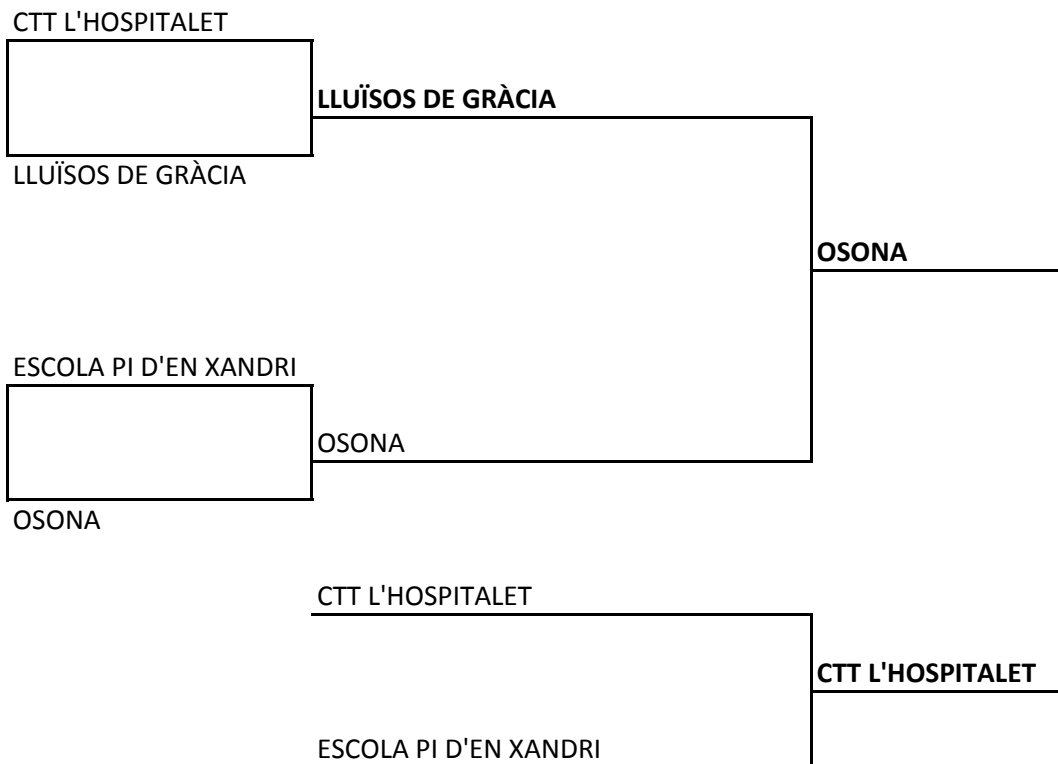 CTT L'HOSPITALET
LLUÏSOS DE GRÀCIA
LLUÏSOS DE GRÀCIA
OSONA
ESCOLA PI D'EN XANDRI
OSONA
OSONA
CTT L'HOSPITALET
CTT L'HOSPITALET
ESCOLA PI D'EN XANDRI